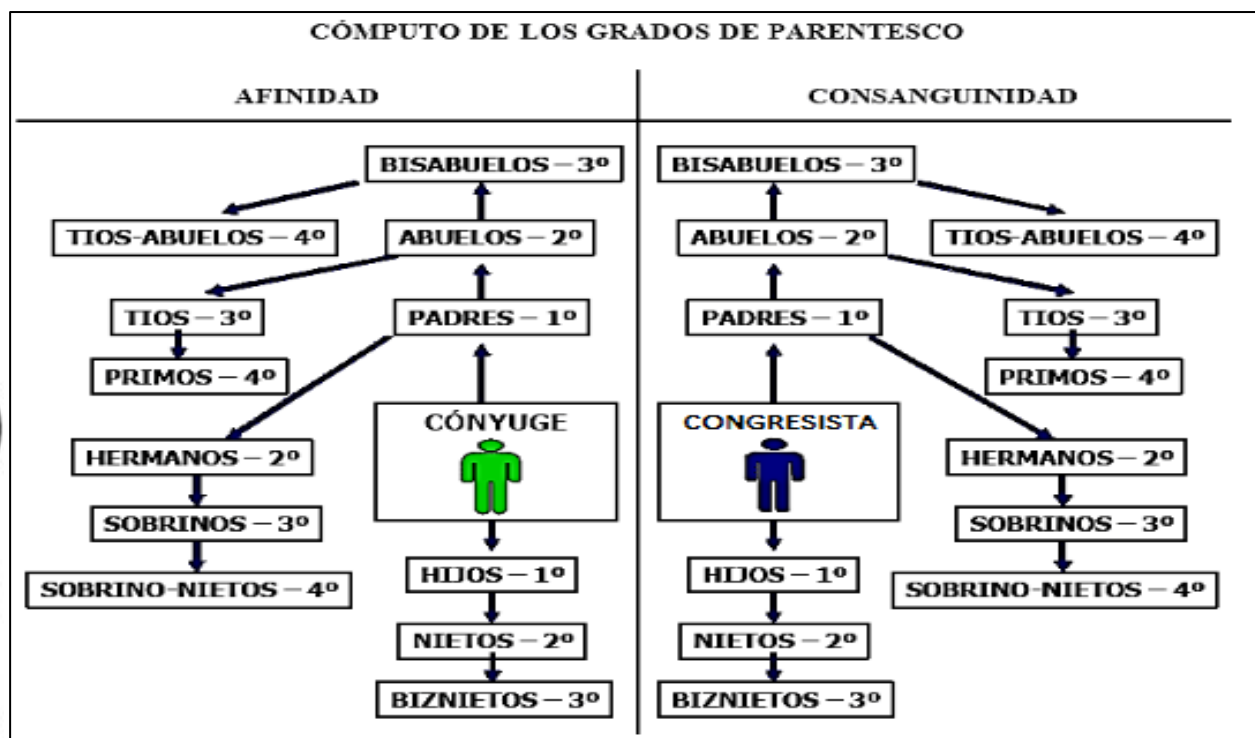 CÓMPUTO DE LOS GRADOS DE PARENTESCO
AFINIDAD
BISABUELOS – 3º
TIOS-ABUELOS – 4º
ABUELOS – 2º
TIOS – 3º
PADRES – 1º
PRIMOS – 4º
CÓNYUGE
HERMANOS – 2º
SOBRINOS – 3º
HIJOS – 1º
SOBRINO-NIETOS – 4º
NIETOS – 2º
BIZNIETOS – 3º
CONSANGUINIDAD
BISABUELOS – 3º
ABUELOS – 2º
TIOS-ABUELOS – 4º
PADRES – 1º
TIOS – 3º
PRIMOS – 4º
CONGRESISTA
HERMANOS – 2º
SOBRINOS – 3º
HIJOS – 1º
SOBRINO-NIETOS – 4º
NIETOS – 2º
BIZNIETOS – 3º